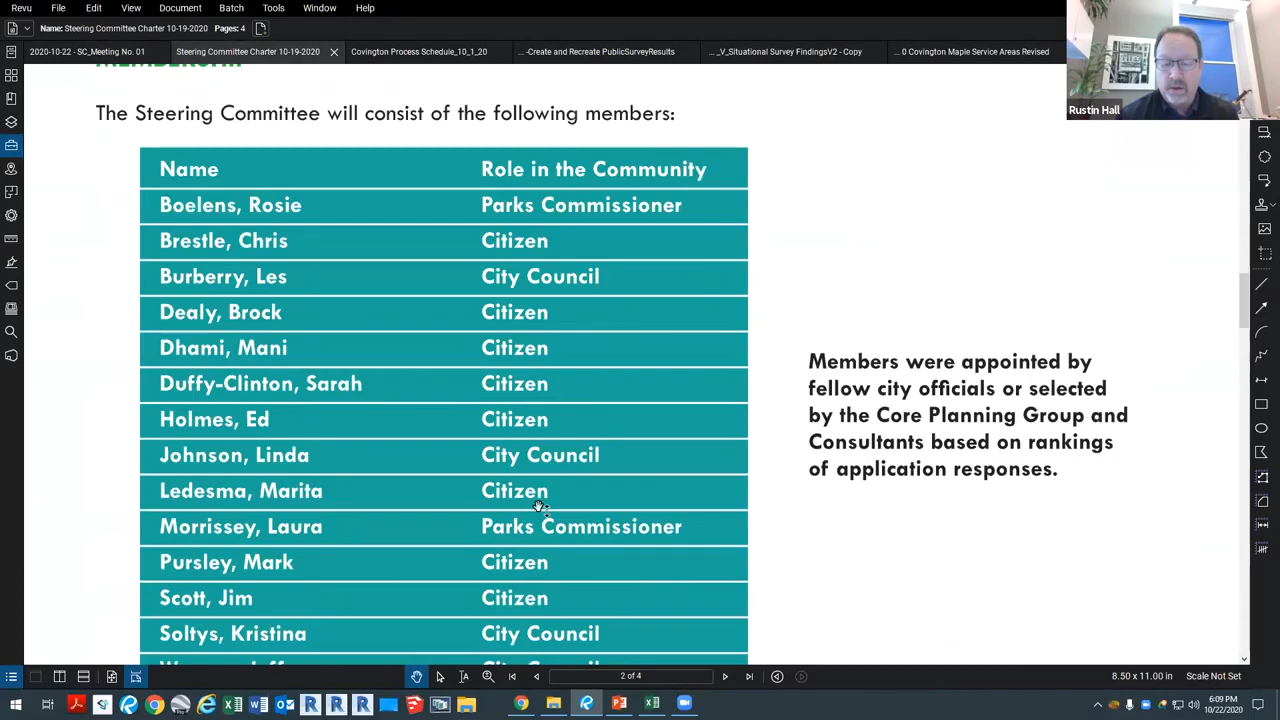 Revu File Edit View Document Batch Tools Window Help
Name: Steering Committee Charter 10-19-2020 Pages: 4
2020-10-22 - SC_Meeting No. 01 Steering Committee Charter 10-19-2020 Covington Process Schedule_10_1_20 ...-Create and Recreate PublicSurveyResults ..._V_Situational Survey FindingsV2 - Copy ... 0 Covington Maple Service Areas Revised
Rustin Hall
The Steering Committee will consist of the following members:
Name Role in the Community
Boelens, Rosie Parks Commissioner
Brestle, Chris Citizen
Burberry, Les City Council
Dealy, Brock Citizen
Dhami, Mani Citizen
Duffy-Clinton, Sarah Citizen
Holmes, Ed Citizen
Johnson, Linda City Council
Ledesma, Marita Citizen
Morrissey, Laura Parks Commissioner
Pursley, Mark Citizen
Scott, Jim Citizen
Soltys, Kristina City Council
Members were appointed by
fellow city officials or selected
by the Core Planning Group and
Consultants based on rankings
of application responses.
2 of 4
8.50 x 11.00 in Scale Not Set
6:09 PM
10/22/2020